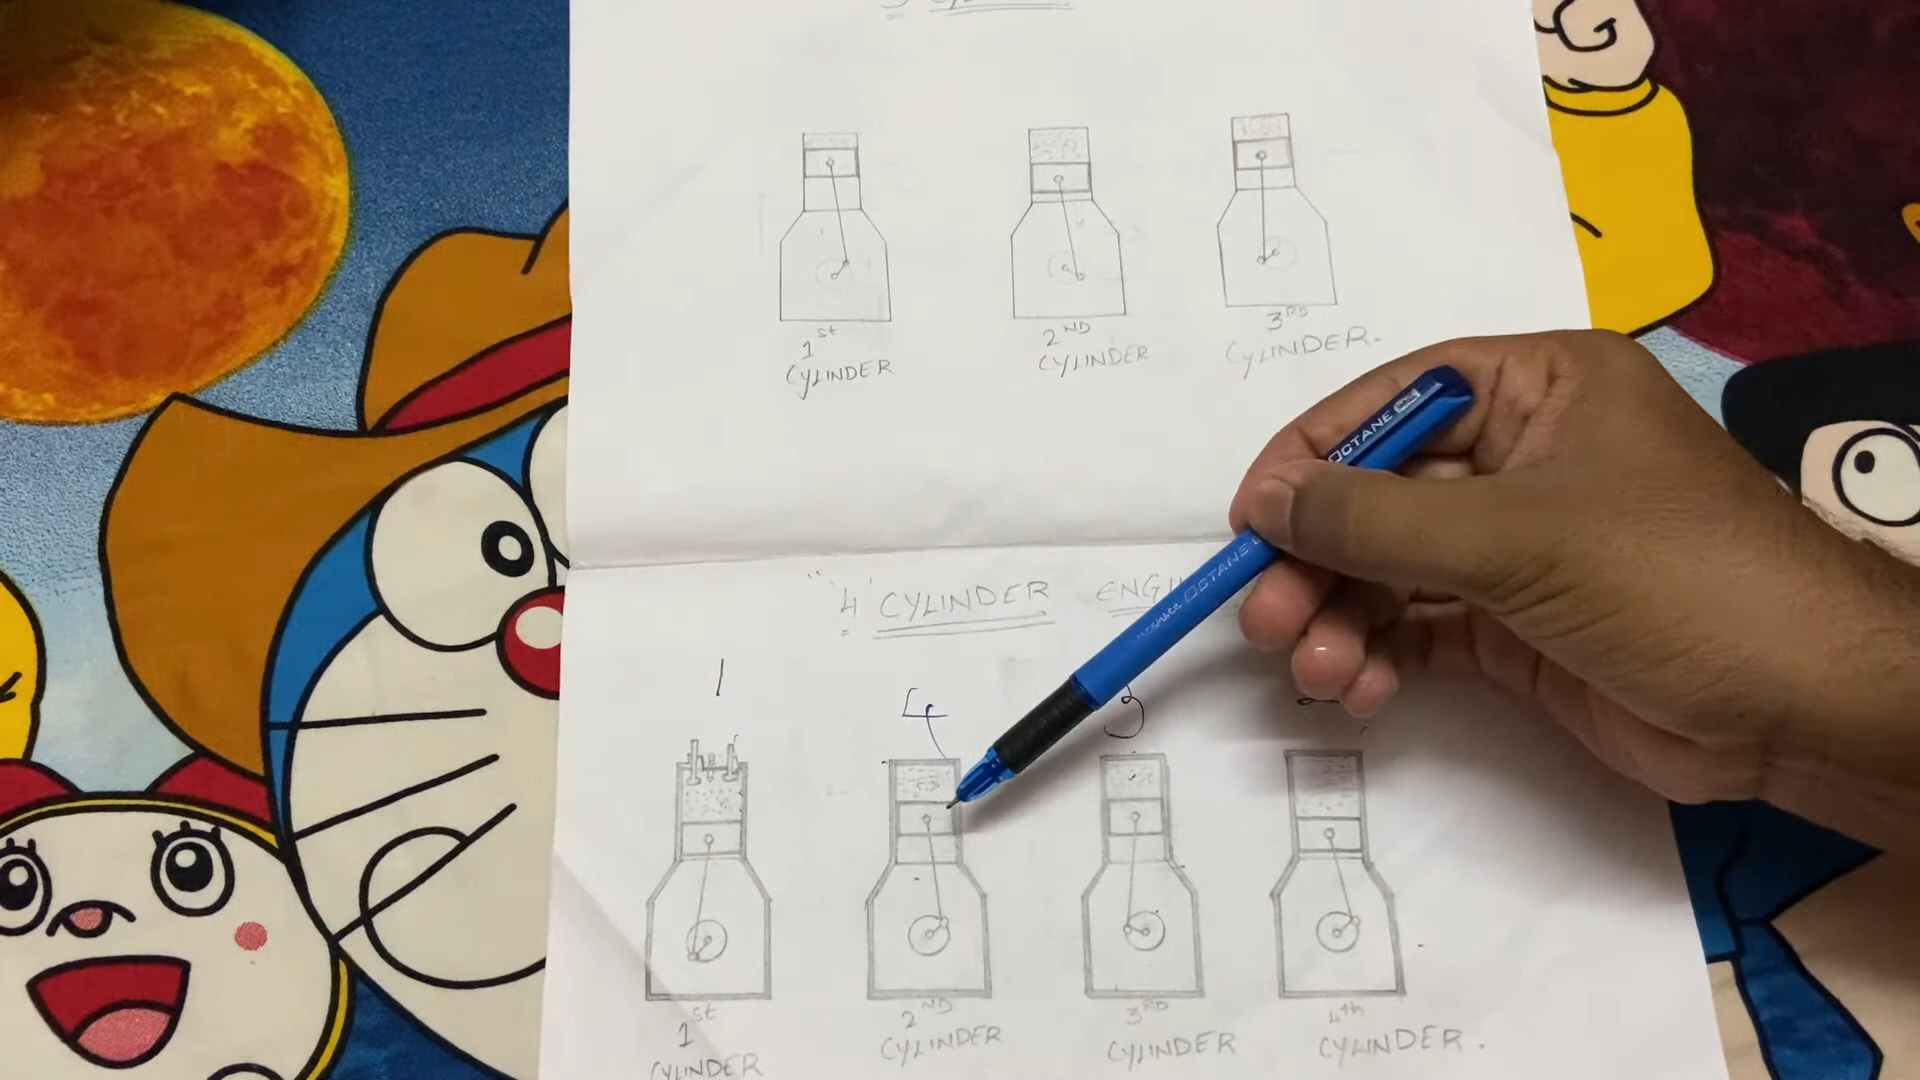 1st
CYLINDER
2ND
CYLINDER
3RD
CYLINDER.
"4" CYLINDER
OCTANE
OCTANE
1
4
3
1st
CYLINDER
2ND
CYLINDER
3RD
CYLINDER
4th
CYLINDER.